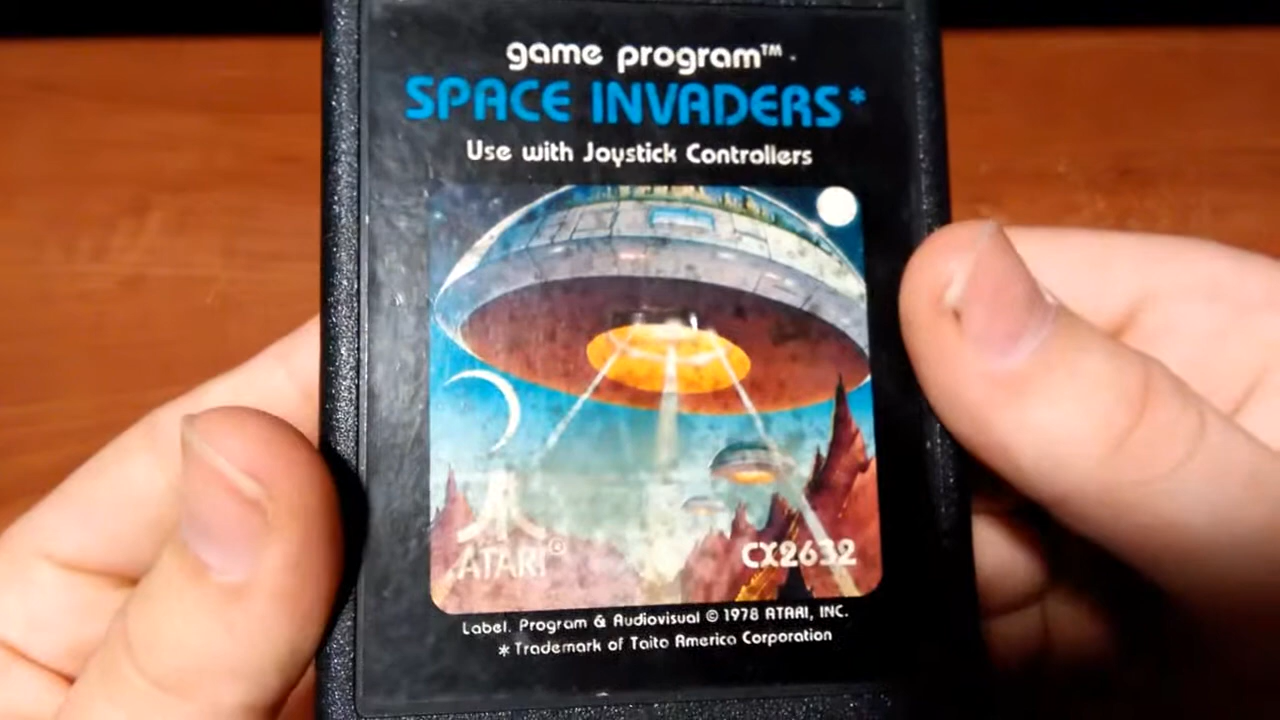 game program™
SPACE INVADERS*
Use with Joystick Controllers
ATARI©
CX2632
Label, Program & Audiovisual © 1978 ATARI, INC.
*Trademark of Taito America Corporation